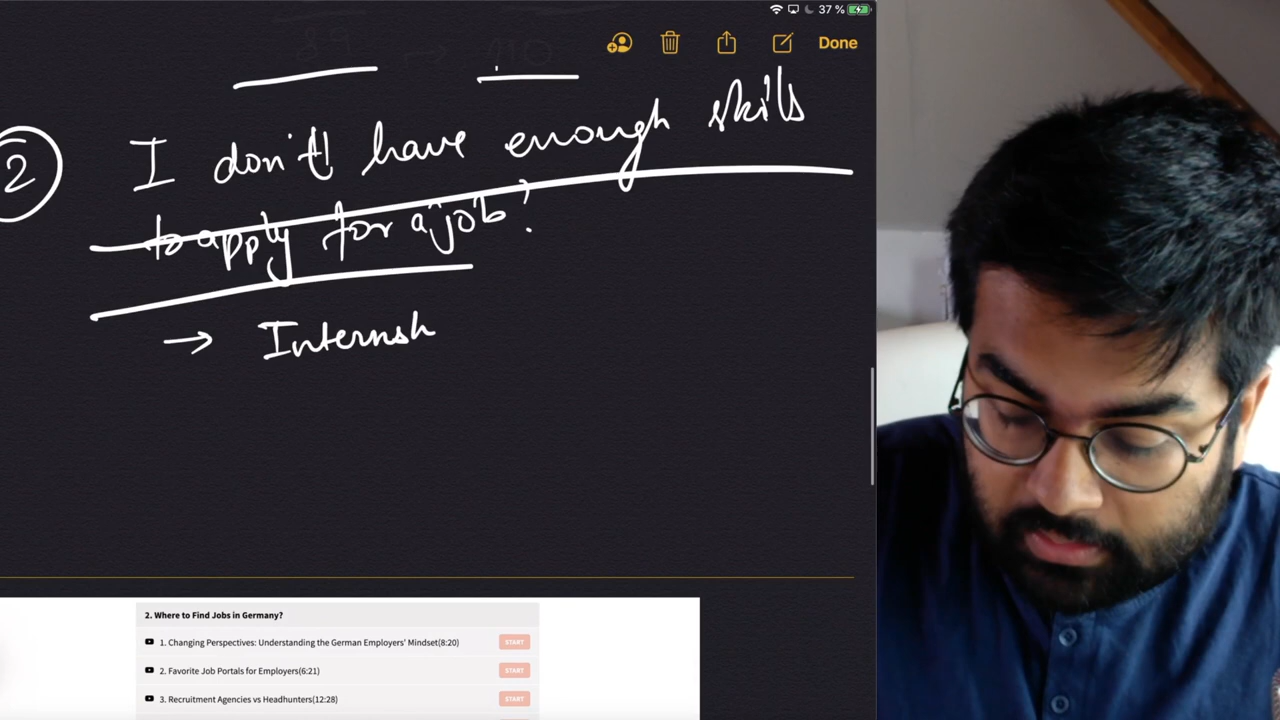 37 %
89 → 110
Done
2 I don't have enough skills
to apply for a job!
→ Internsh
2. Where to Find Jobs in Germany?
1. Changing Perspectives: Understanding the German Employers' Mindset(8:20) START
2. Favorite Job Portals for Employers(6:21) START
3. Recruitment Agencies vs Headhunters(12:28) START